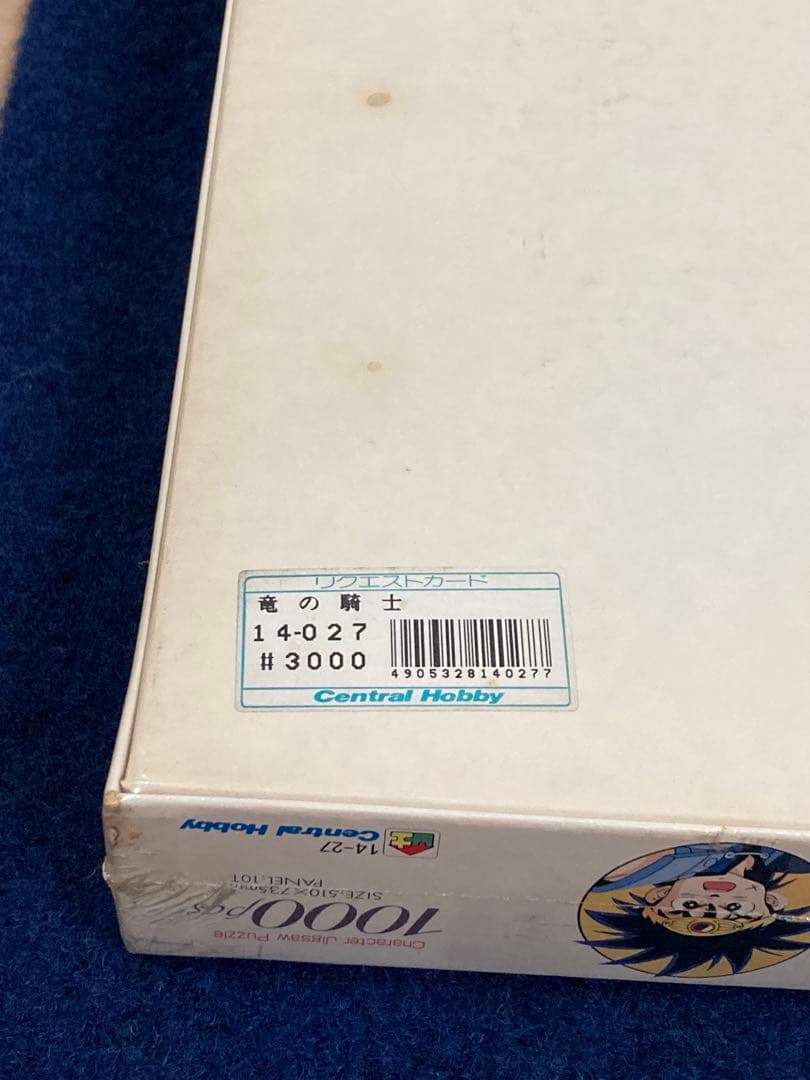 リクエストカード
竜の騎士
14-027
#3000
4905328140277
Central Hobby
14-27
Central Hobby
Character Jigsaw Puzzle
1000pcs
SIZE:510×735mm
PANEL:10T